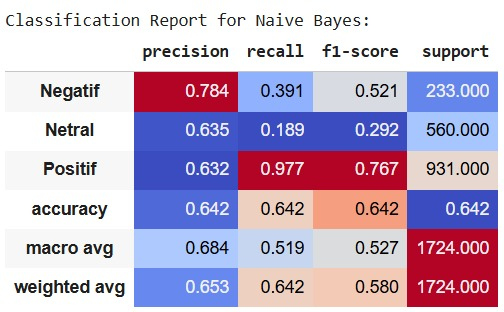 Classification Report for Naive Bayes:
precision recall f1-score support
Negatif 0.784 0.391 0.521 233.000
Netral 0.635 0.189 0.292 560.000
Positif 0.632 0.977 0.767 931.000
accuracy 0.642 0.642 0.642 0.642
macro avg 0.684 0.519 0.527 1724.000
weighted avg 0.653 0.642 0.580 1724.000